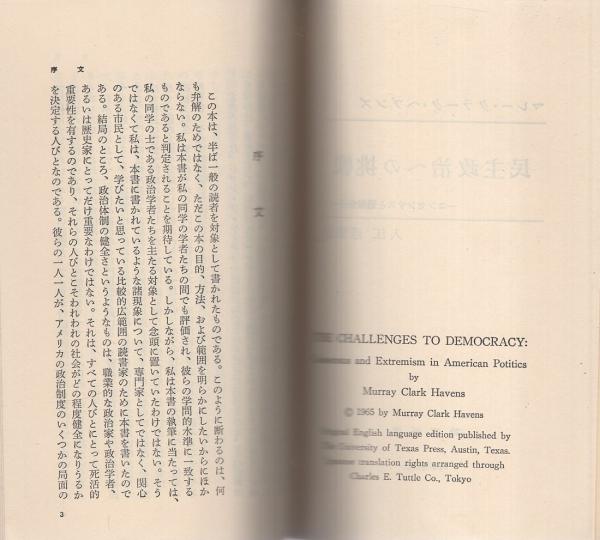 THE CHALLENGES TO DEMOCRACY:
Consensus and Extremism in American Potitics
by
Murray Clark Havens
© 1965 by Murray Clark Havens
English language edition published by
The University of Texas Press, Austin, Texas.
translation rights arranged through
Charles E. Tuttle Co., Tokyo
序文
この本は、半ば一般の読者を対象として書かれたものである。このように断わるのは、何
も弁解のためではなく、ただこの本の目的、方法、および範囲を明らかにしたいからにほか
ならない。私は本書が私の同学の学者たちの間でも評価され、彼らの学問的水準に一致する
ものであると判定されることを期待している。しかしながら、私は本書の執筆に当たっては、
私の同学の士である政治学者たちを主たる対象として念頭に置いていたわけではない。そう
ではなくて私は、本書に書かれているような諸現象について、専門家としてではなく、関心
のある市民として、学びたいと思っている比較的広範囲の読書家のために本書を書いたので
ある。結局のところ、政治体制の健全さというようなものは、職業的な政治家や政治学者、
あるいは歴史家にとってだけ重要なわけではない。それは、すべての人びとにとって死活的
重要性を有するのであり、それらの人びとこそわれわれの社会がどの程度健全になりうるか
を決定する人びとなのである。彼らの一人一人が、アメリカの政治制度のいくつかの局面の
序文
3